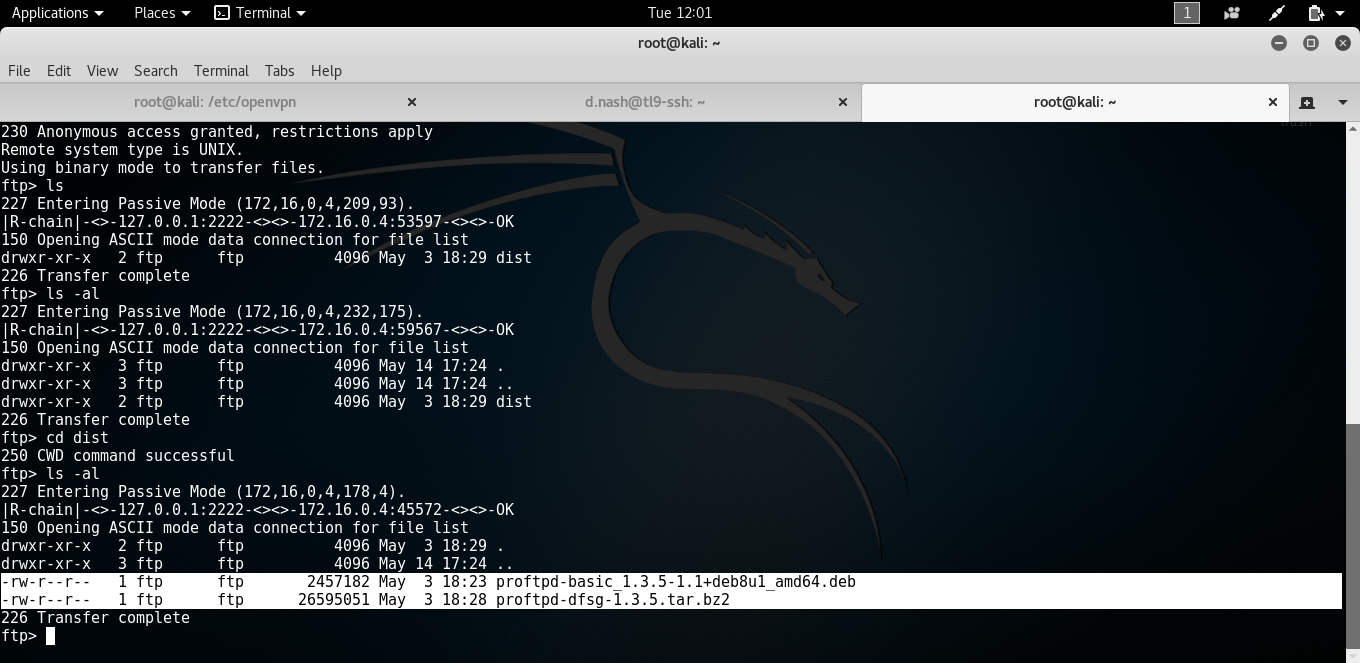 Applications Places Terminal Tue 12:01 1
root@kali: ~
File Edit View Search Terminal Tabs Help
root@kali: /etc/openvpn d.nash@tl9-ssh: ~ root@kali: ~
230 Anonymous access granted, restrictions apply
Remote system type is UNIX.
Using binary mode to transfer files.
ftp> ls
227 Entering Passive Mode (172,16,0,4,209,93).
|R-chain|-<>-127.0.0.1:2222-<><>-172.16.0.4:53597-<><>-OK
150 Opening ASCII mode data connection for file list
drwxr-xr-x   2 ftp      ftp          4096 May  3 18:29 dist
226 Transfer complete
ftp> ls -al
227 Entering Passive Mode (172,16,0,4,232,175).
|R-chain|-<>-127.0.0.1:2222-<><>-172.16.0.4:59567-<><>-OK
150 Opening ASCII mode data connection for file list
drwxr-xr-x   3 ftp      ftp          4096 May 14 17:24 .
drwxr-xr-x   3 ftp      ftp          4096 May 14 17:24 ..
drwxr-xr-x   2 ftp      ftp          4096 May  3 18:29 dist
226 Transfer complete
ftp> cd dist
250 CWD command successful
ftp> ls -al
227 Entering Passive Mode (172,16,0,4,178,4).
|R-chain|-<>-127.0.0.1:2222-<><>-172.16.0.4:45572-<><>-OK
150 Opening ASCII mode data connection for file list
drwxr-xr-x   2 ftp      ftp          4096 May  3 18:29 .
drwxr-xr-x   3 ftp      ftp          4096 May 14 17:24 ..
-rw-r--r--   1 ftp      ftp       2457182 May  3 18:23 proftpd-basic_1.3.5-1.1+deb8u1_amd64.deb
-rw-r--r--   1 ftp      ftp      26595051 May  3 18:28 proftpd-dfsg-1.3.5.tar.bz2
226 Transfer complete
ftp>